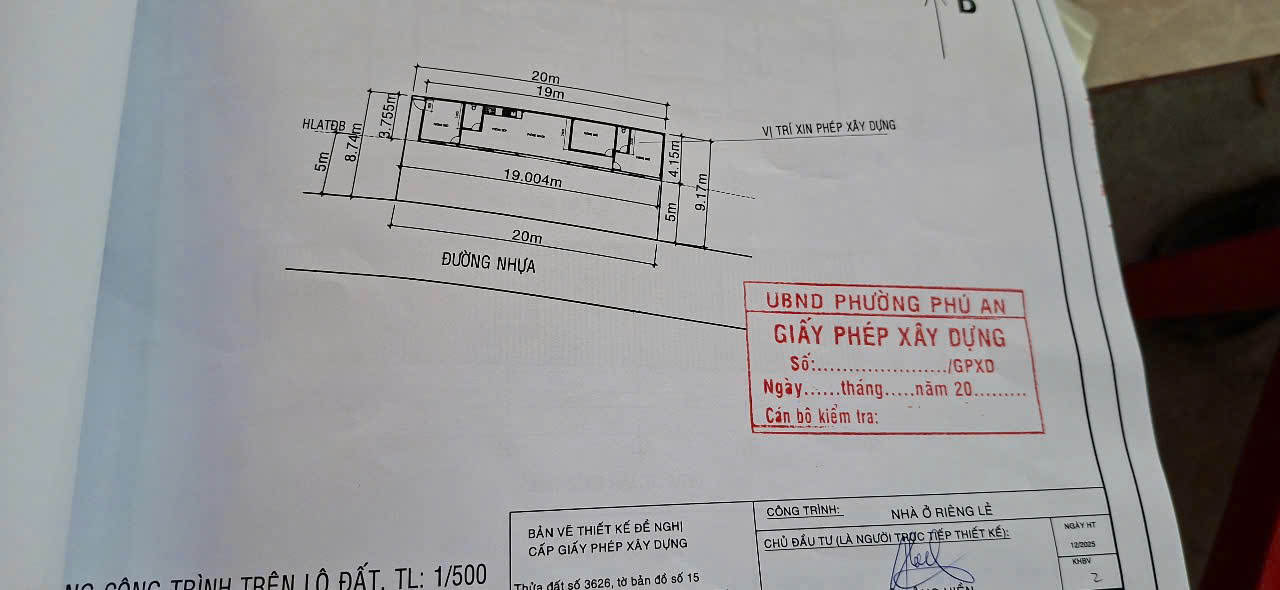 B
20m
19m
HLATĐB
3.755m
8.74m
5m
VỊ TRÍ XIN PHÉP XÂY DỰNG
4.15m
9.17m
5m
19.004m
20m
ĐƯỜNG NHỰA
UBND PHƯỜNG PHÚ AN
GIẤY PHÉP XÂY DỰNG
Số:...................../GPXD
Ngày......tháng.....năm 20.........
Cán bộ kiểm tra:
CÔNG TRÌNH TRÊN LÔ ĐẤT, TL: 1/500
BẢN VẼ THIẾT KẾ ĐỀ NGHỊ
CẤP GIẤY PHÉP XÂY DỰNG
Thửa đất số 3626, tờ bản đồ số 15
CÔNG TRÌNH: NHÀ Ở RIÊNG LẺ
CHỦ ĐẦU TƯ (LÀ NGƯỜI TRỰC TIẾP THIẾT KẾ):
NGÀY HT
12/2025
KHBV
2